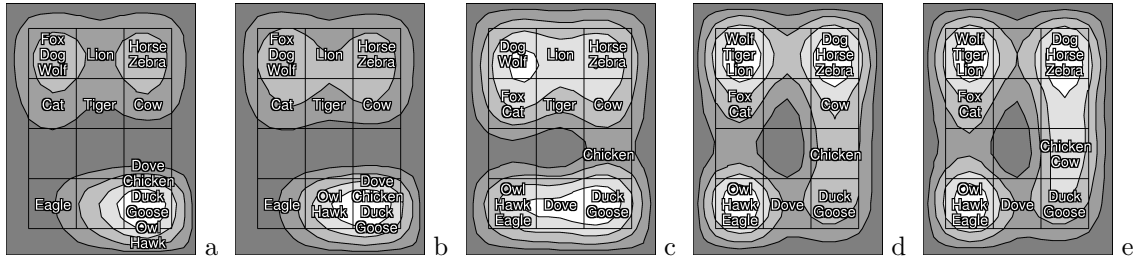 Fox
Dog
Wolf
Lion
Horse
Zebra
Cat
Tiger
Cow
Dove
Chicken
Eagle
Duck
Goose
Owl
Hawk
a
Fox
Dog
Wolf
Lion
Horse
Zebra
Cat
Tiger
Cow
Eagle
Owl
Hawk
Dove
Chicken
Duck
Goose
b
Dog
Wolf
Lion
Horse
Zebra
Fox
Cat
Tiger
Cow
Chicken
Owl
Hawk
Eagle
Dove
Duck
Goose
c
Wolf
Tiger
Lion
Dog
Horse
Zebra
Fox
Cat
Cow
Chicken
Owl
Hawk
Eagle
Dove
Duck
Goose
d
Wolf
Tiger
Lion
Dog
Horse
Zebra
Fox
Cat
Chicken
Cow
Owl
Hawk
Eagle
Dove
Duck
Goose
e